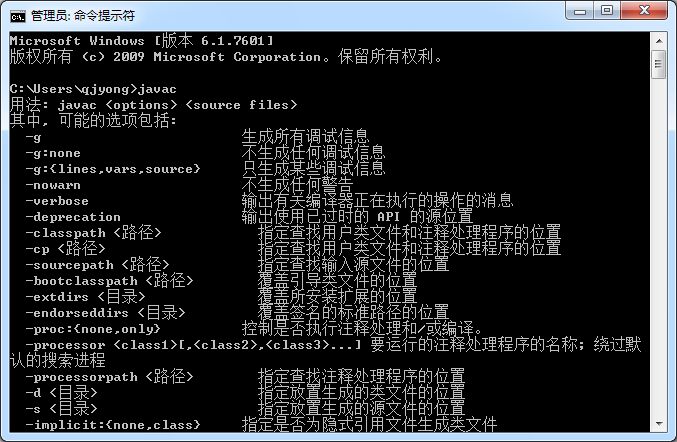 管理员: 命令提示符
Microsoft Windows [版本 6.1.7601]
版权所有 (c) 2009 Microsoft Corporation。保留所有权利。
C:\Users\qjyong>javac
用法: javac <options> <source files>
其中, 可能的选项包括:
-g 生成所有调试信息
-g:none 不生成任何调试信息
-g:{lines,vars,source} 只生成某些调试信息
-nowarn 不生成任何警告
-verbose 输出有关编译器正在执行的操作的消息
-deprecation 输出使用已过时的 API 的源位置
-classpath <路径> 指定查找用户类文件和注释处理程序的位置
-cp <路径> 指定查找用户类文件和注释处理程序的位置
-sourcepath <路径> 指定查找输入源文件的位置
-bootclasspath <路径> 覆盖引导类文件的位置
-extdirs <目录> 覆盖所安装扩展的位置
-endorseddirs <目录> 覆盖签名的标准路径的位置
-proc:{none,only} 控制是否执行注释处理和/或编译。
-processor <class1>[,<class2>,<class3>...] 要运行的注释处理程序的名称; 绕过默
认的搜索进程
-processorpath <路径> 指定查找注释处理程序的位置
-d <目录> 指定放置生成的类文件的位置
-s <目录> 指定放置生成的源文件的位置
-implicit:{none,class} 指定是否为隐式引用文件生成类文件